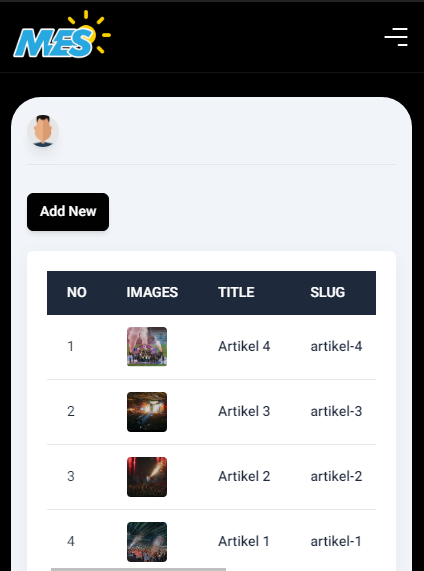 MES
Add New
NO IMAGES TITLE SLUG
1 Artikel 4 artikel-4
2 Artikel 3 artikel-3
3 Artikel 2 artikel-2
4 Artikel 1 artikel-1